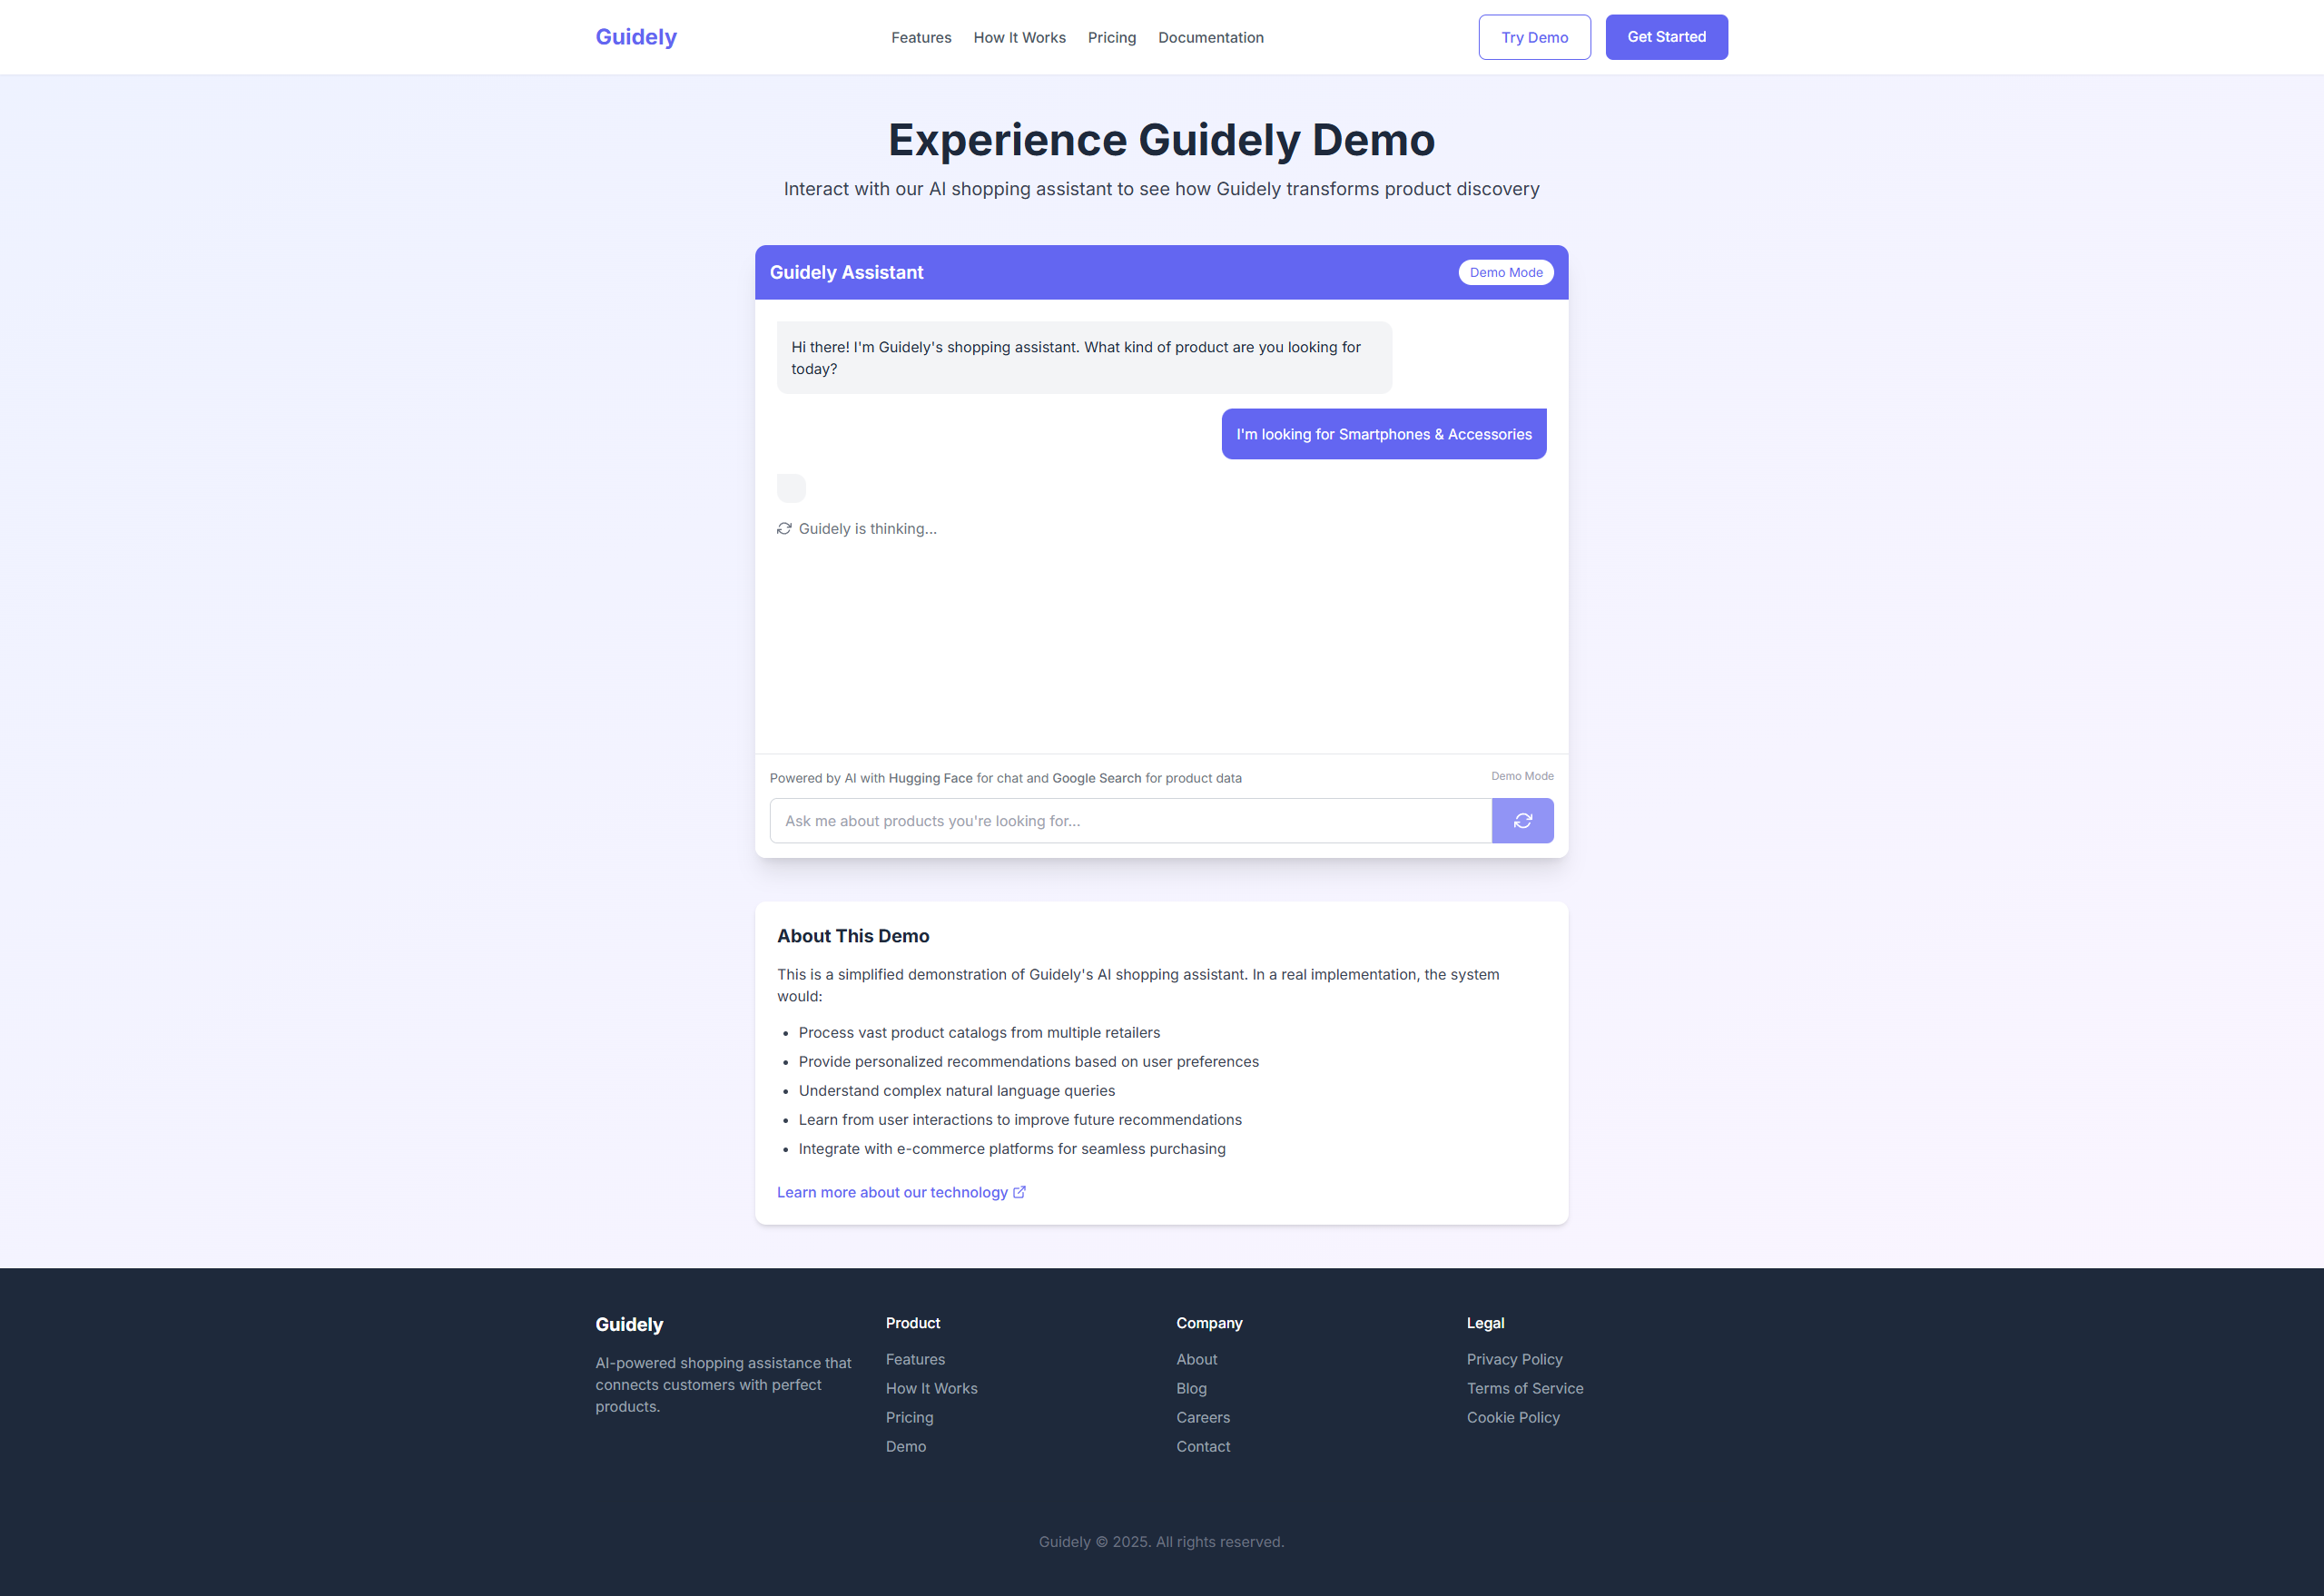 Guidely
Features
How It Works
Pricing
Documentation
Try Demo
Get Started
Experience Guidely Demo
Interact with our AI shopping assistant to see how Guidely transforms product discovery
Guidely Assistant
Demo Mode
Hi there! I'm Guidely's shopping assistant. What kind of product are you looking for
today?
I'm looking for Smartphones & Accessories
Guidely is thinking...
Powered by AI with Hugging Face for chat and Google Search for product data
Demo Mode
Ask me about products you're looking for...
About This Demo
This is a simplified demonstration of Guidely's AI shopping assistant. In a real implementation, the system
would:
• Process vast product catalogs from multiple retailers
• Provide personalized recommendations based on user preferences
• Understand complex natural language queries
• Learn from user interactions to improve future recommendations
• Integrate with e-commerce platforms for seamless purchasing
Learn more about our technology
Guidely
AI-powered shopping assistance that
connects customers with perfect
products.
Product
Features
How It Works
Pricing
Demo
Company
About
Blog
Careers
Contact
Legal
Privacy Policy
Terms of Service
Cookie Policy
Guidely © 2025. All rights reserved.